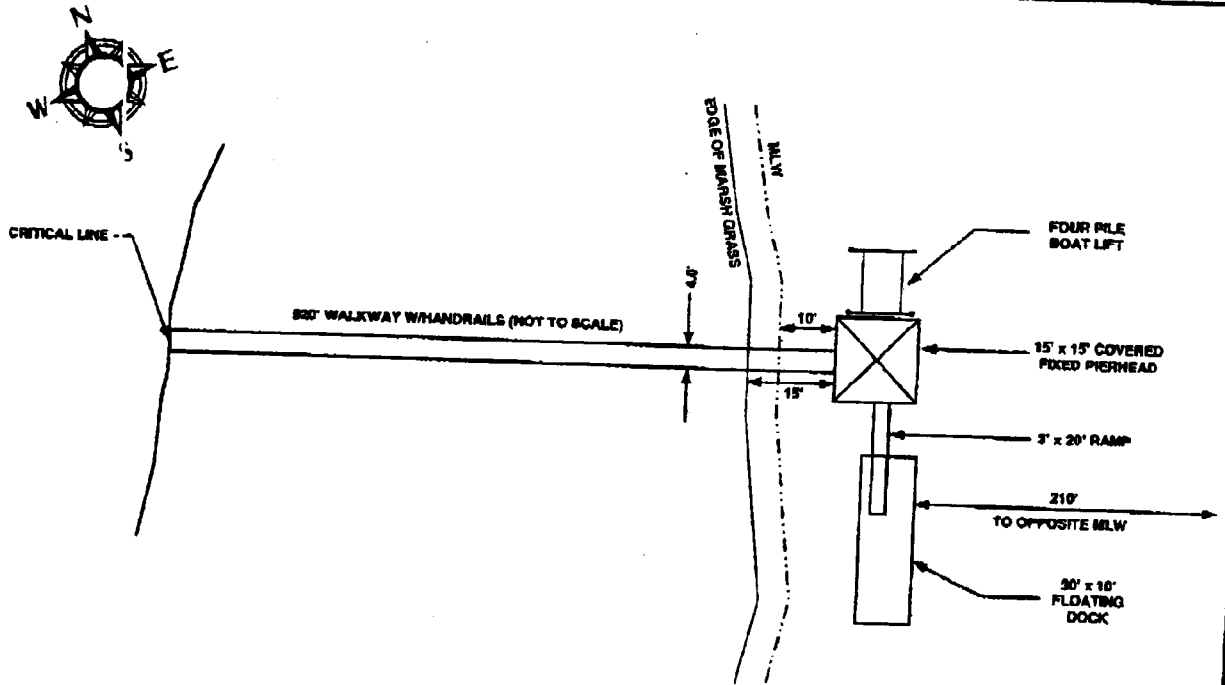 N
E
W
S
CRITICAL LINE
EDGE OF MARSH GRASS
MLW
FOUR PILE
BOAT LIFT
4.0'
WALKWAY W/HANDRAILS (NOT TO SCALE)
10'
15' x 15' COVERED
FIXED PIERHEAD
15'
3' x 20' RAMP
210'
TO OPPOSITE MLW
30' x 10'
FLOATING
DOCK